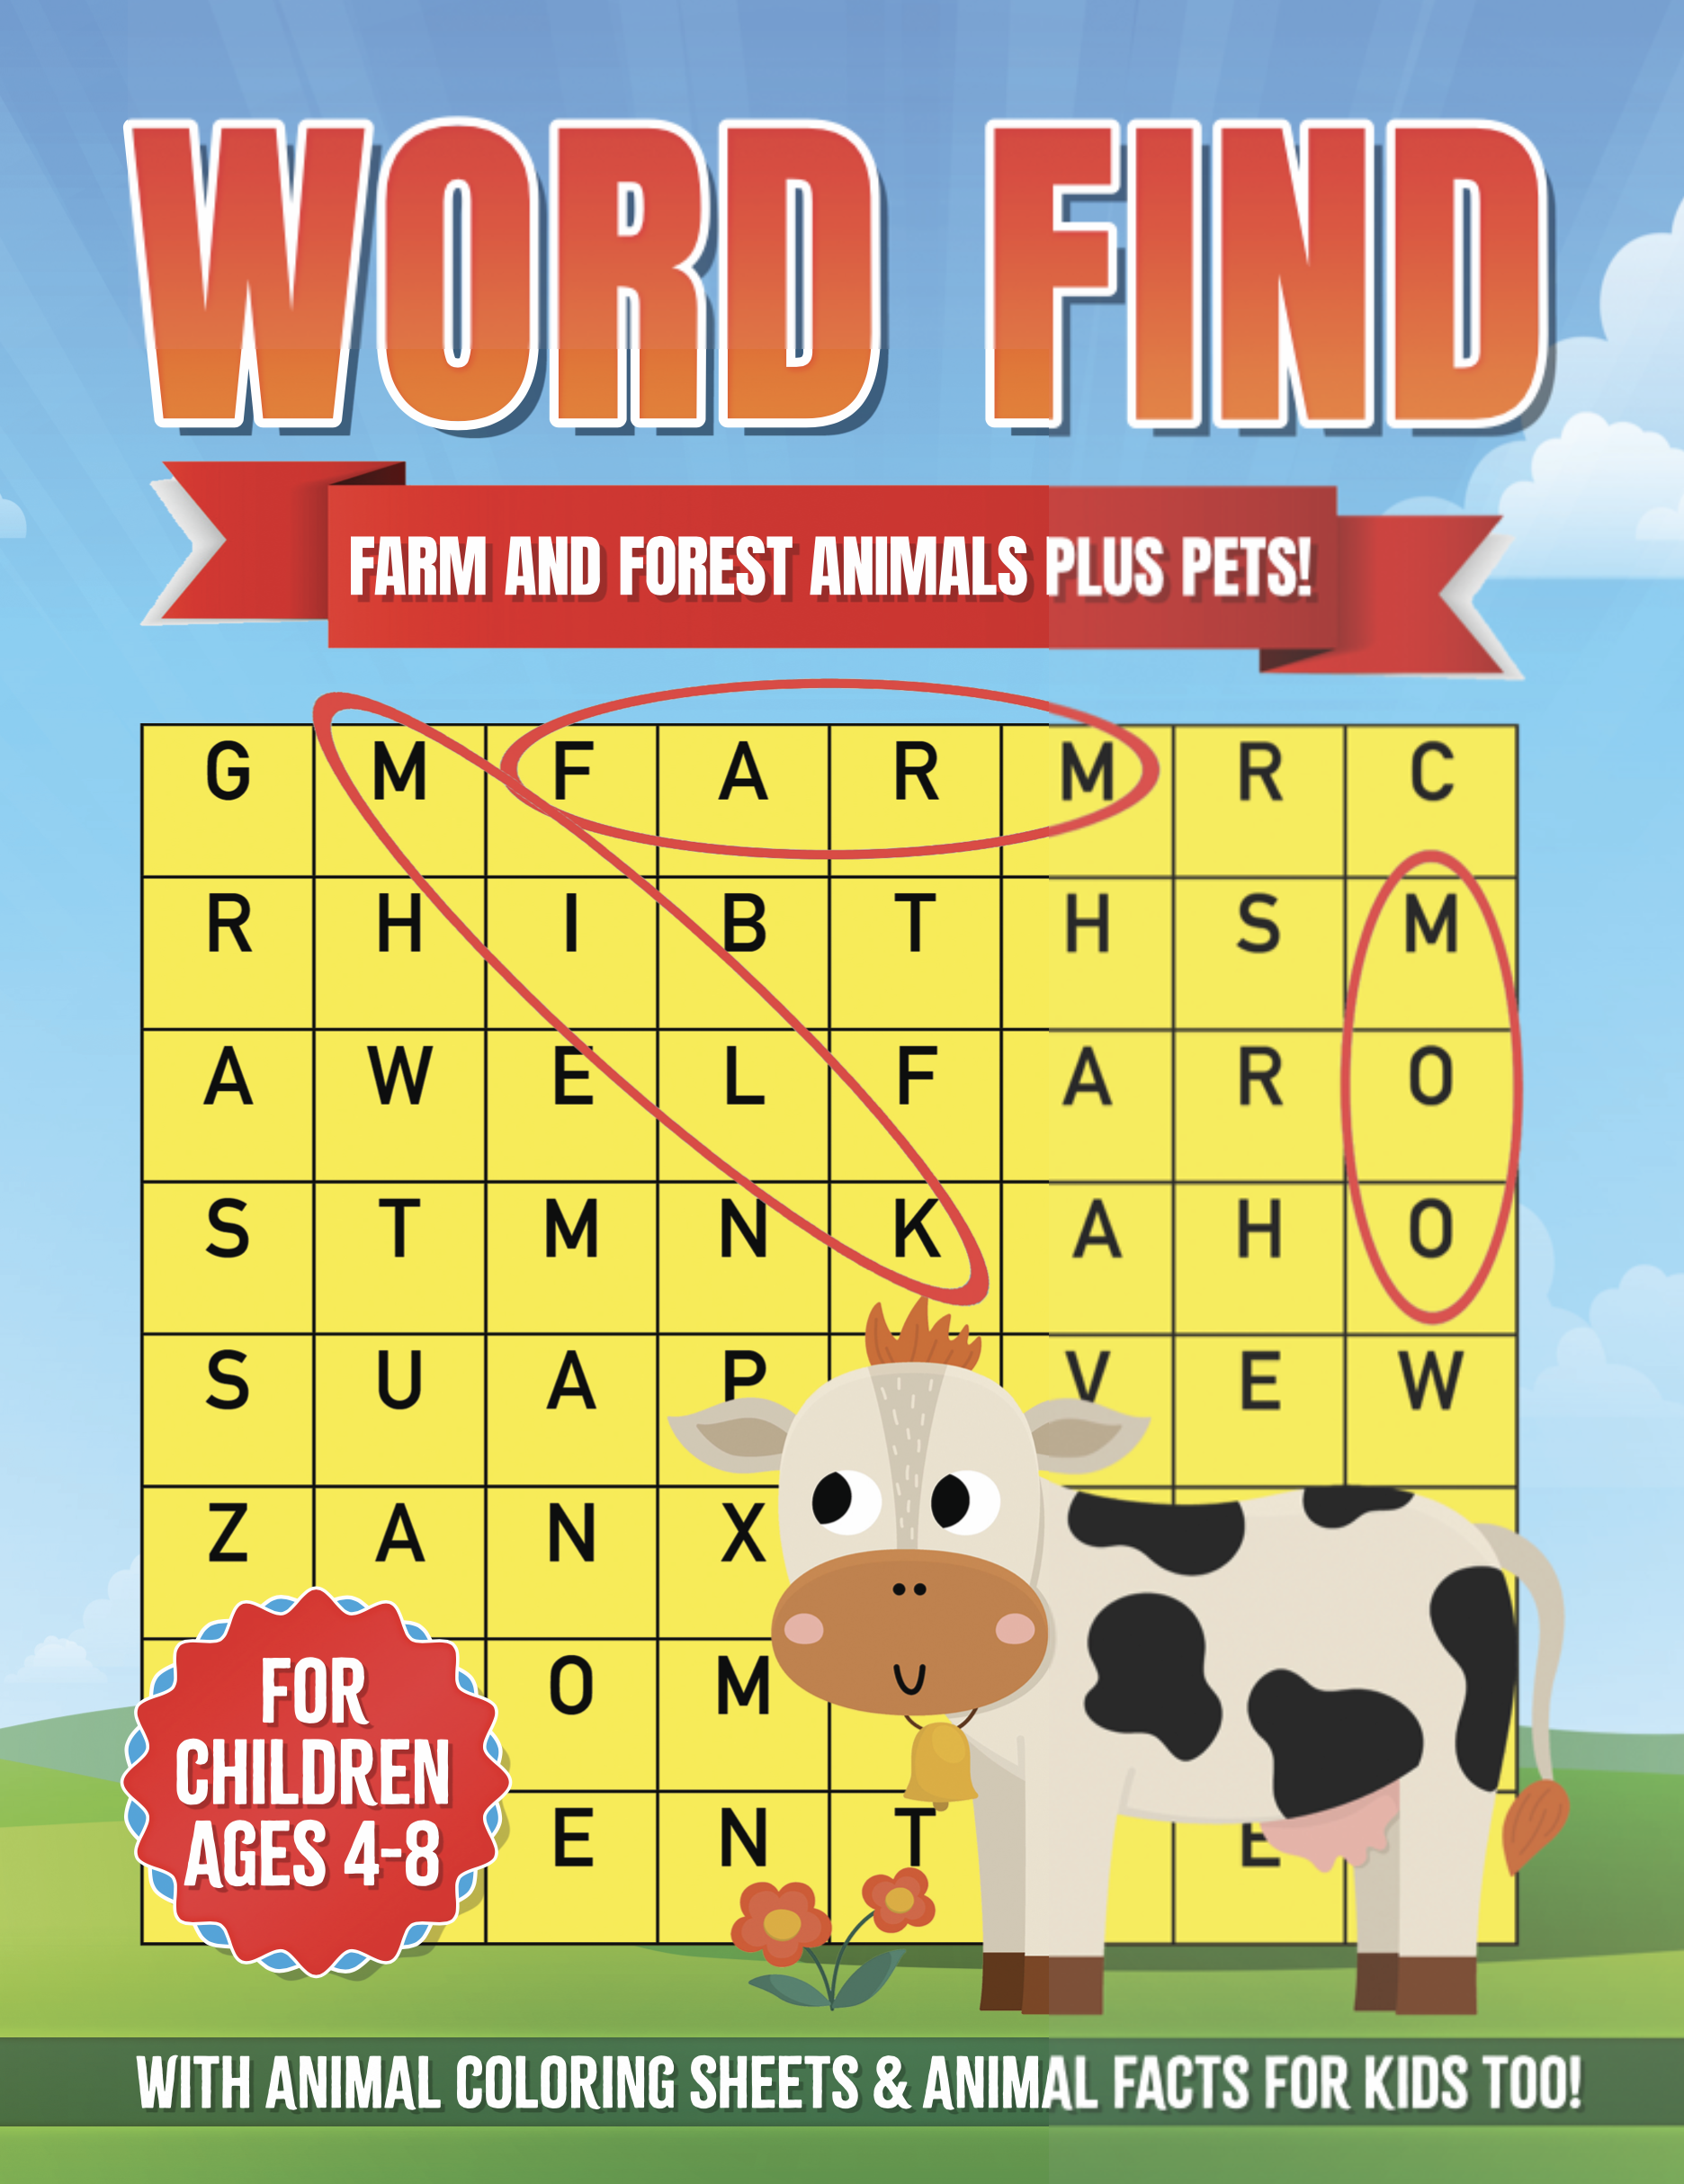 WORD FIND
FARM AND FOREST ANIMALS PLUS PETS!
G M F A R M R C
R H I B T H S M
A W E L F A R O
S T M N K A H O
S U A P V E W
Z A N X
O M
E N T E
FOR
CHILDREN
AGES 4-8
WITH ANIMAL COLORING SHEETS & ANIMAL FACTS FOR KIDS TOO!